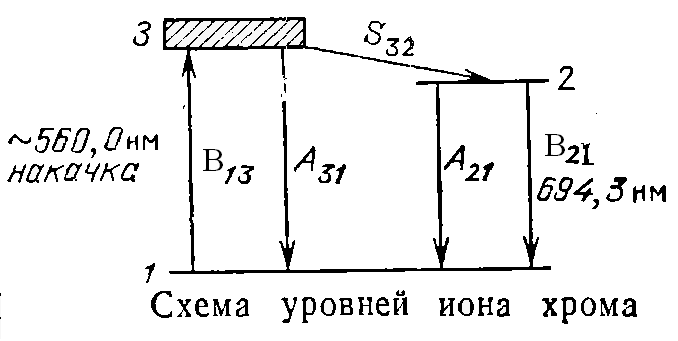 3
S32
2
~560,0нм
накачка
B13
A31
A21
B21
694,3нм
1
Схема уровней иона хрома